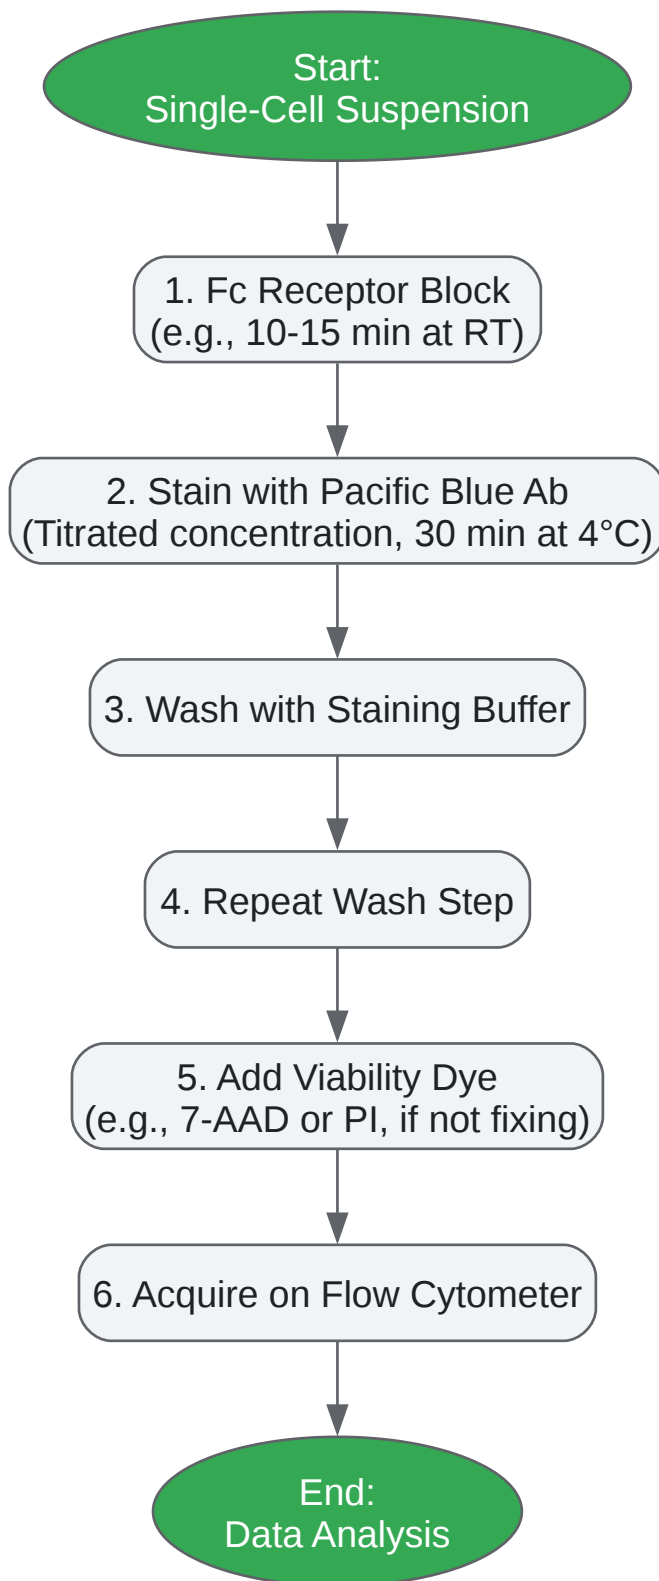 Start:
Single-Cell Suspension
1. Fc Receptor Block
(e.g., 10-15 min at RT)
2. Stain with Pacific Blue Ab
(Titrated concentration, 30 min at 4°C)
3. Wash with Staining Buffer
4. Repeat Wash Step
5. Add Viability Dye
(e.g., 7-AAD or PI, if not fixing)
6. Acquire on Flow Cytometer
End:
Data Analysis